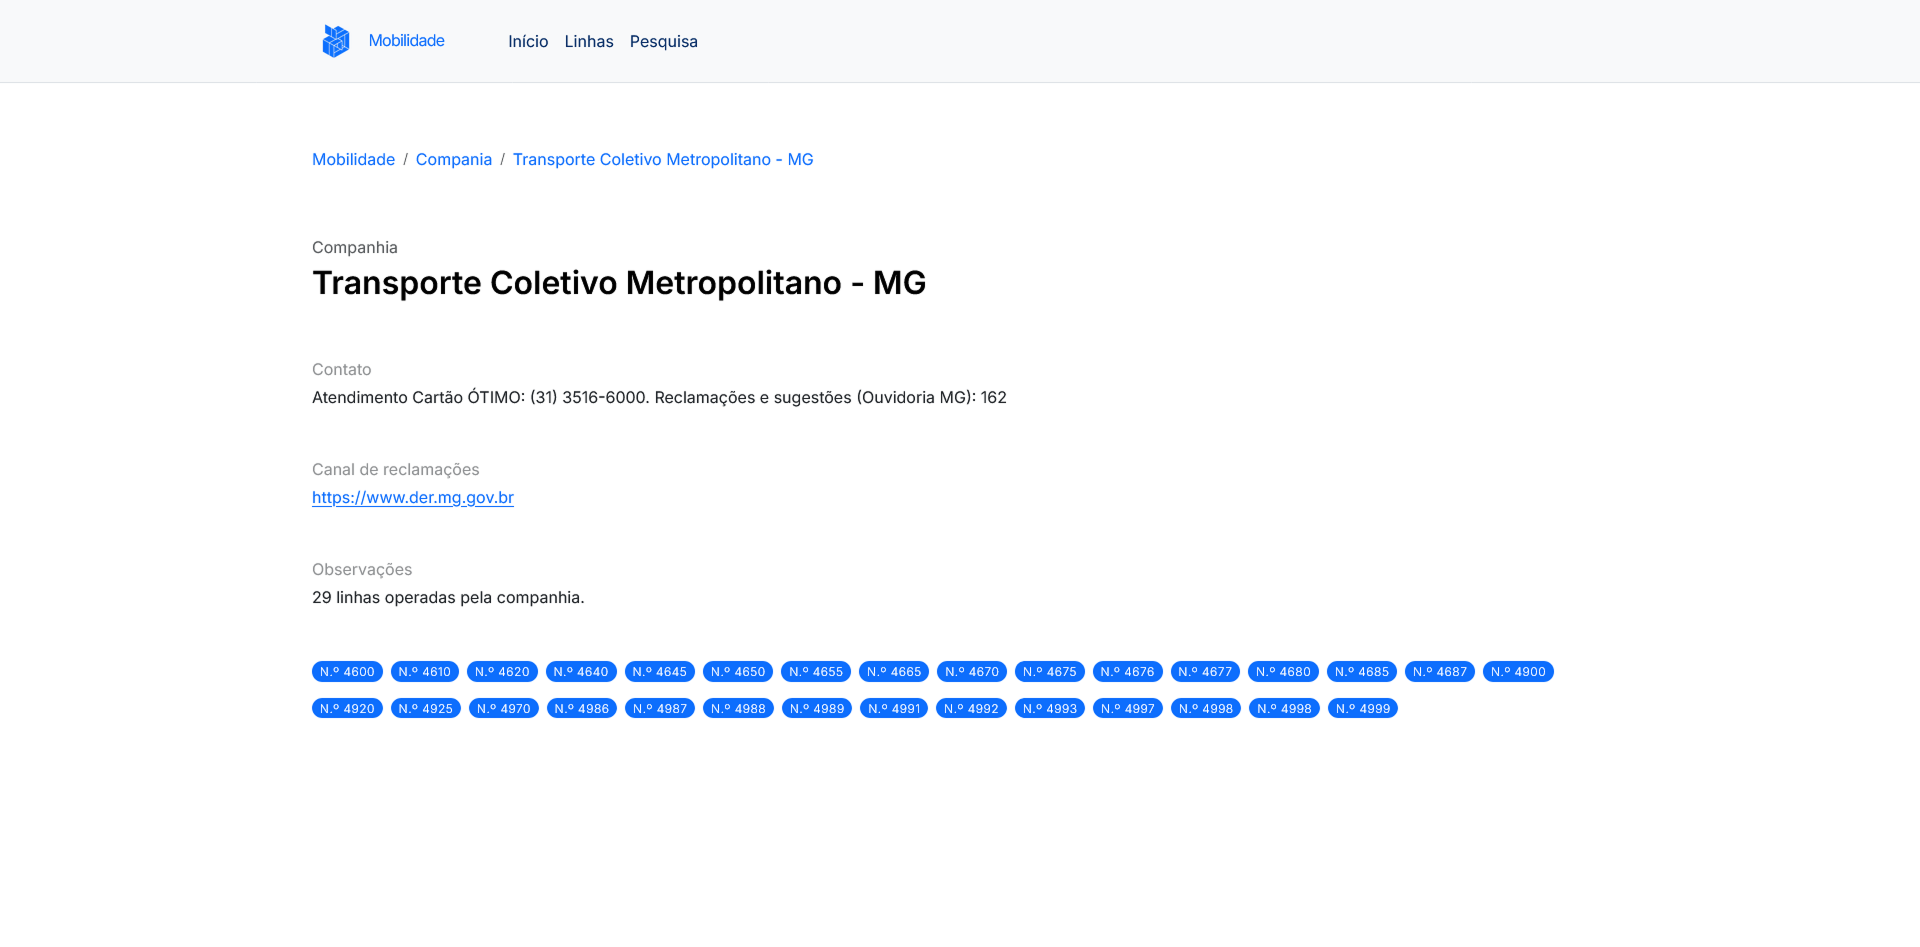 Mobilidade Início Linhas Pesquisa
Mobilidade / Compania / Transporte Coletivo Metropolitano - MG
Companhia
Transporte Coletivo Metropolitano - MG
Contato
Atendimento Cartão ÓTIMO: (31) 3516-6000. Reclamações e sugestões (Ouvidoria MG): 162
Canal de reclamações
https://www.der.mg.gov.br
Observações
29 linhas operadas pela companhia.
N.º 4600 N.º 4610 N.º 4620 N.º 4640 N.º 4645 N.º 4650 N.º 4655 N.º 4665 N.º 4670 N.º 4675 N.º 4676 N.º 4677 N.º 4680 N.º 4685 N.º 4687 N.º 4900
N.º 4920 N.º 4925 N.º 4970 N.º 4986 N.º 4987 N.º 4988 N.º 4989 N.º 4991 N.º 4992 N.º 4993 N.º 4997 N.º 4998 N.º 4998 N.º 4999